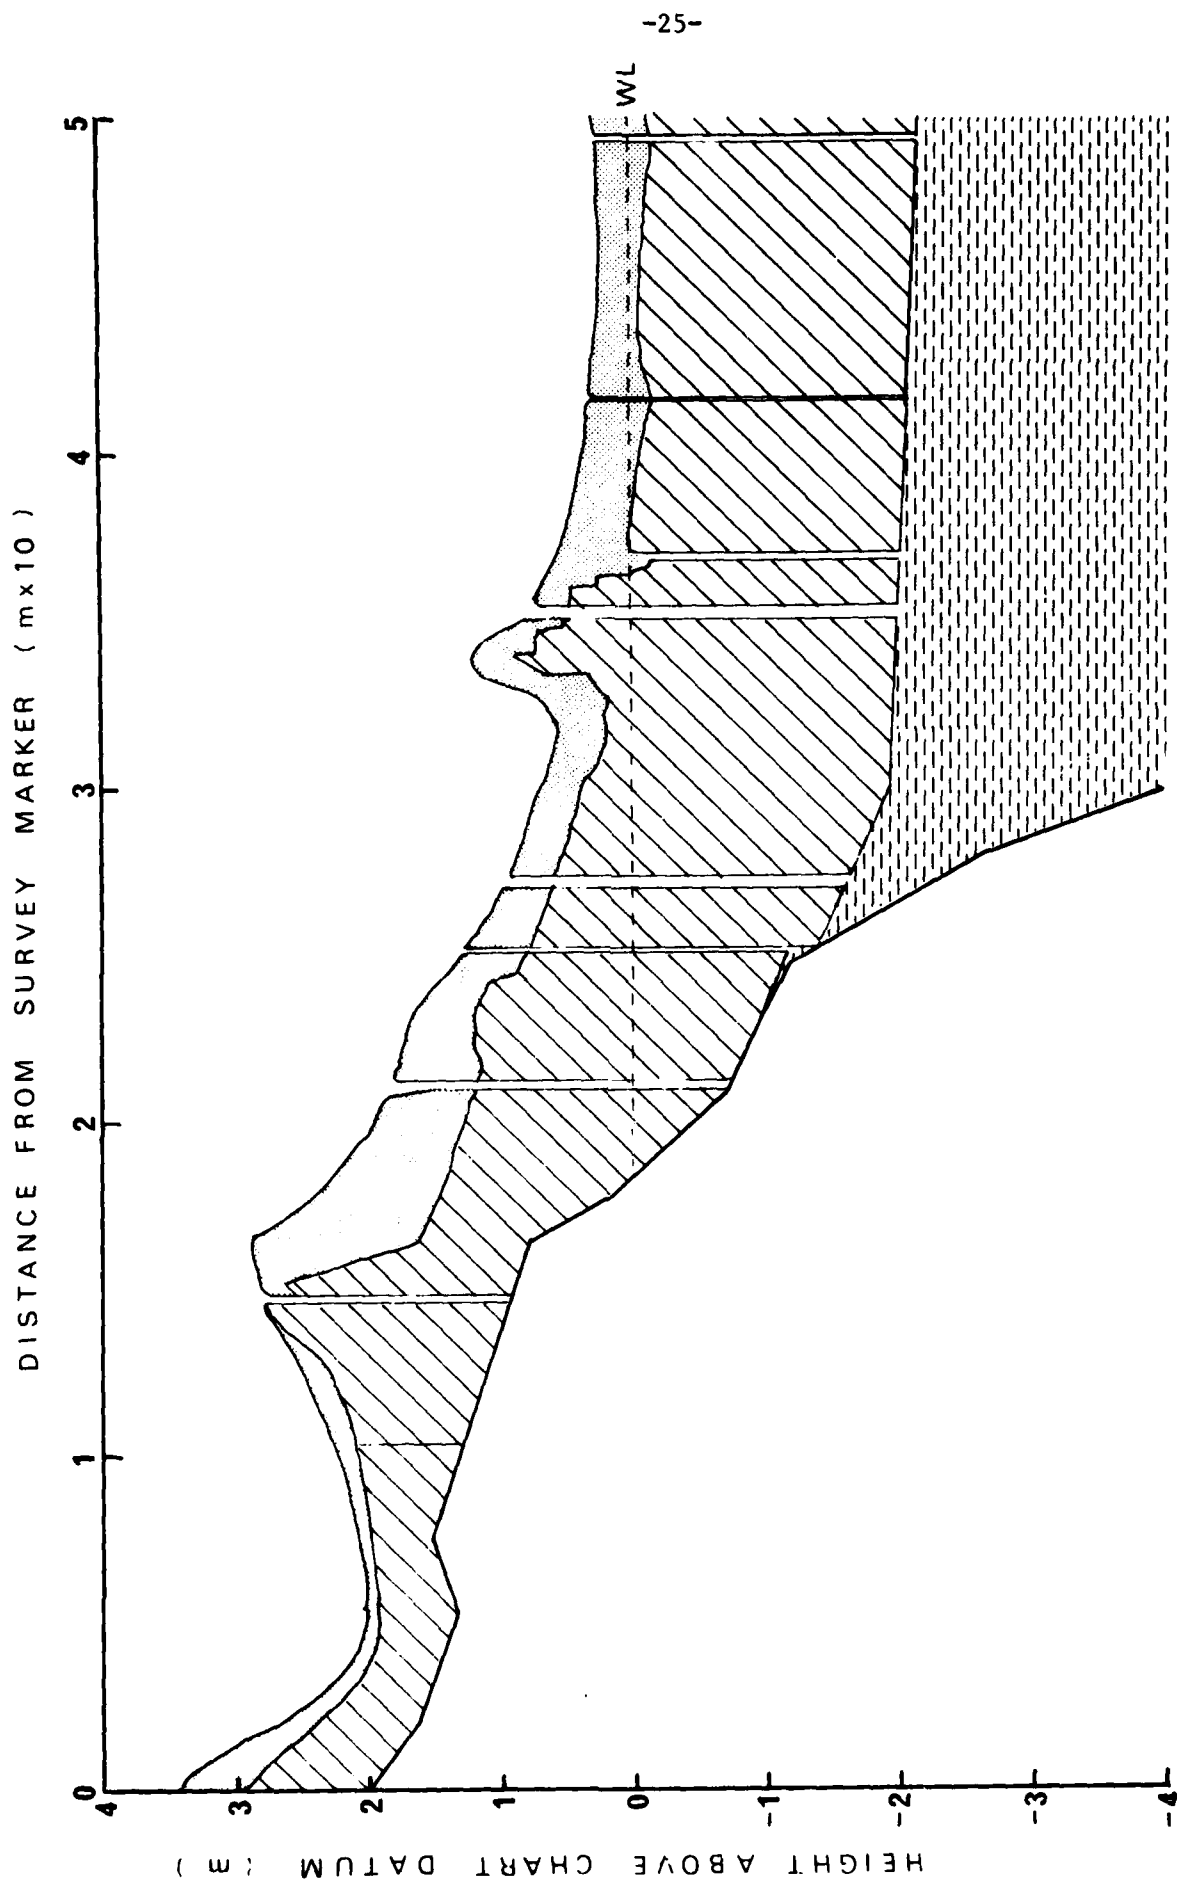 -25-
DISTANCE FROM SURVEY MARKER ( m x 10 )
0 1 2 3 4 5
WL
4
3
2
1
0
-1
-2
-3
-4
HEIGHT ABOVE CHART DATUM ( m )